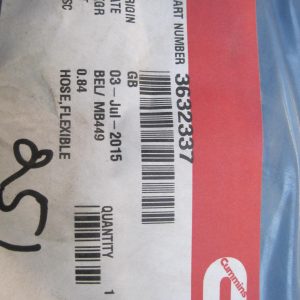 PART NUMBER 3632337
ORIGIN GB
DATE 03-Jul-2015
BEL/ MB449
0.84
HOSE,FLEXIBLE
QUANTITY 1
Cummins